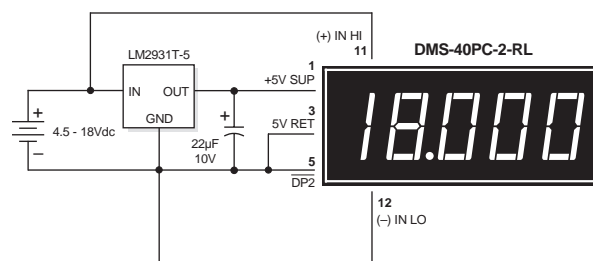 (+) IN HI
11
DMS-40PC-2-RL
LM2931T-5
1
+5V SUP
IN OUT
3
5V RET
+
+
4.5 - 18Vdc
GND
22µF
10V
–
5
DP2
18.000
12
(–) IN LO